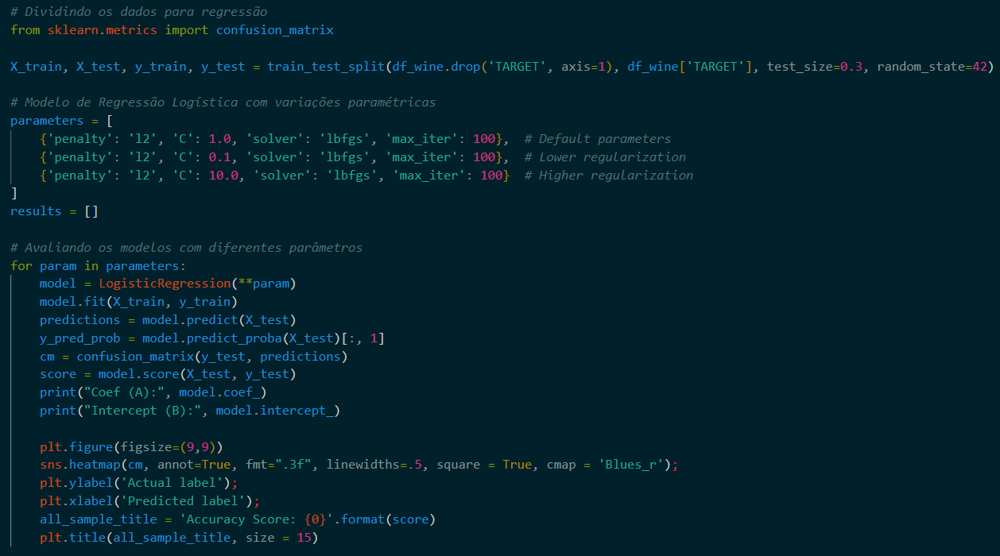 # Dividindo os dados para regressão
from sklearn.metrics import confusion_matrix
X_train, X_test, y_train, y_test = train_test_split(df_wine.drop('TARGET', axis=1), df_wine['TARGET'], test_size=0.3, random_state=42)
# Modelo de Regressão Logística com variações paramétricas
parameters = [
    {'penalty': 'l2', 'C': 1.0, 'solver': 'lbfgs', 'max_iter': 100},  # Default parameters
    {'penalty': 'l2', 'C': 0.1, 'solver': 'lbfgs', 'max_iter': 100},  # Lower regularization
    {'penalty': 'l2', 'C': 10.0, 'solver': 'lbfgs', 'max_iter': 100}  # Higher regularization
]
results = []
# Avaliando os modelos com diferentes parâmetros
for param in parameters:
    model = LogisticRegression(**param)
    model.fit(X_train, y_train)
    predictions = model.predict(X_test)
    y_pred_prob = model.predict_proba(X_test)[:, 1]
    cm = confusion_matrix(y_test, predictions)
    score = model.score(X_test, y_test)
    print("Coef (A):", model.coef_)
    print("Intercept (B):", model.intercept_)
    plt.figure(figsize=(9,9))
    sns.heatmap(cm, annot=True, fmt=".3f", linewidths=.5, square = True, cmap = 'Blues_r');
    plt.ylabel('Actual label');
    plt.xlabel('Predicted label');
    all_sample_title = 'Accuracy Score: {0}'.format(score)
    plt.title(all_sample_title, size = 15)